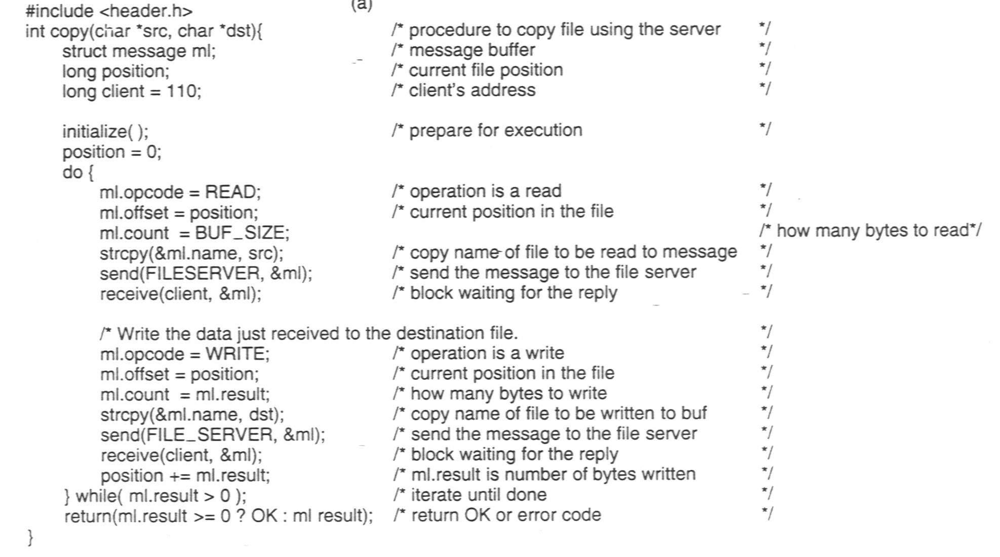 (a)
#include <header.h>
int copy(char *src, char *dst){ /* procedure to copy file using the server */
struct message ml; /* message buffer */
long position; /* current file position */
long client = 110; /* client's address */
initialize( ); /* prepare for execution */
position = 0;
do {
ml.opcode = READ; /* operation is a read */
ml.offset = position; /* current position in the file */
ml.count = BUF_SIZE; /* how many bytes to read*/
strcpy(&ml.name, src); /* copy name of file to be read to message */
send(FILESERVER, &ml); /* send the message to the file server */
receive(client, &ml); /* block waiting for the reply */
/* Write the data just received to the destination file. */
ml.opcode = WRITE; /* operation is a write */
ml.offset = position; /* current position in the file */
ml.count = ml.result; /* how many bytes to write */
strcpy(&ml.name, dst); /* copy name of file to be written to buf */
send(FILE_SERVER, &ml); /* send the message to the file server */
receive(client, &ml); /* block waiting for the reply */
position += ml.result; /* ml.result is number of bytes written */
} while( ml.result > 0 ); /* iterate until done */
return(ml.result >= 0 ? OK : ml result); /* return OK or error code */
}